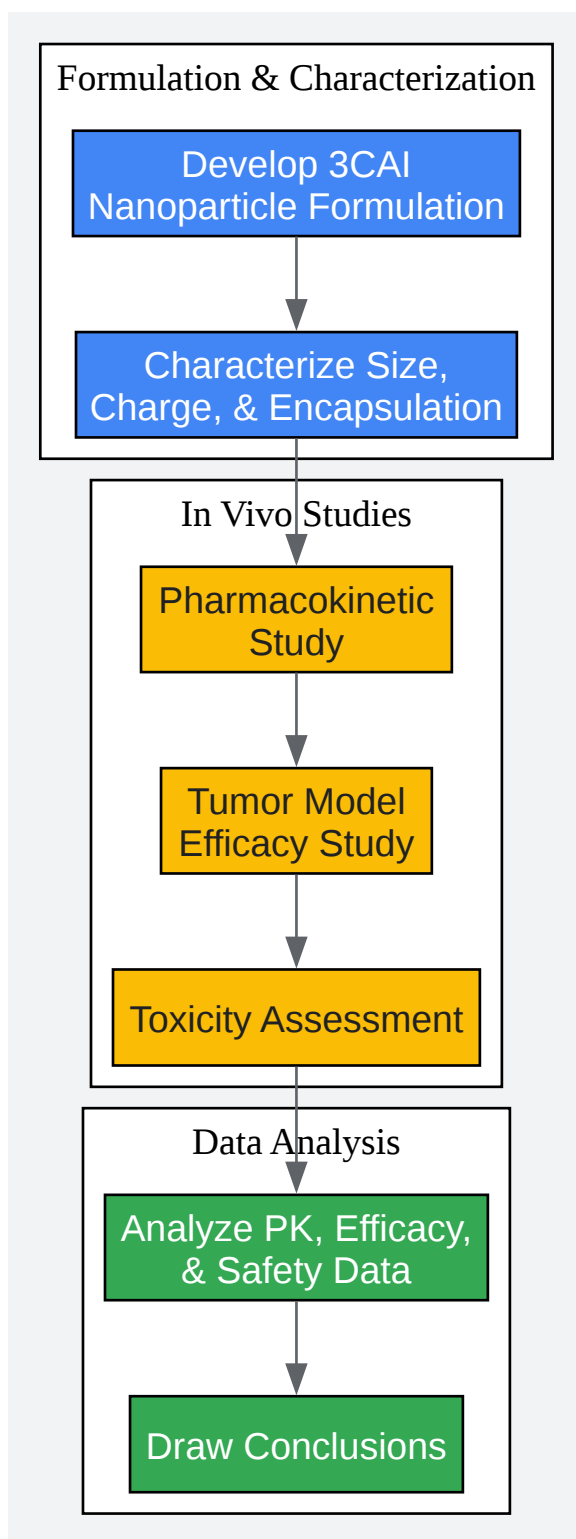 Formulation & Characterization
Develop 3CAI
Nanoparticle Formulation
Characterize Size,
Charge, & Encapsulation
In Vivo Studies
Pharmacokinetic
Study
Tumor Model
Efficacy Study
Toxicity Assessment
Data Analysis
Analyze PK, Efficacy,
& Safety Data
Draw Conclusions